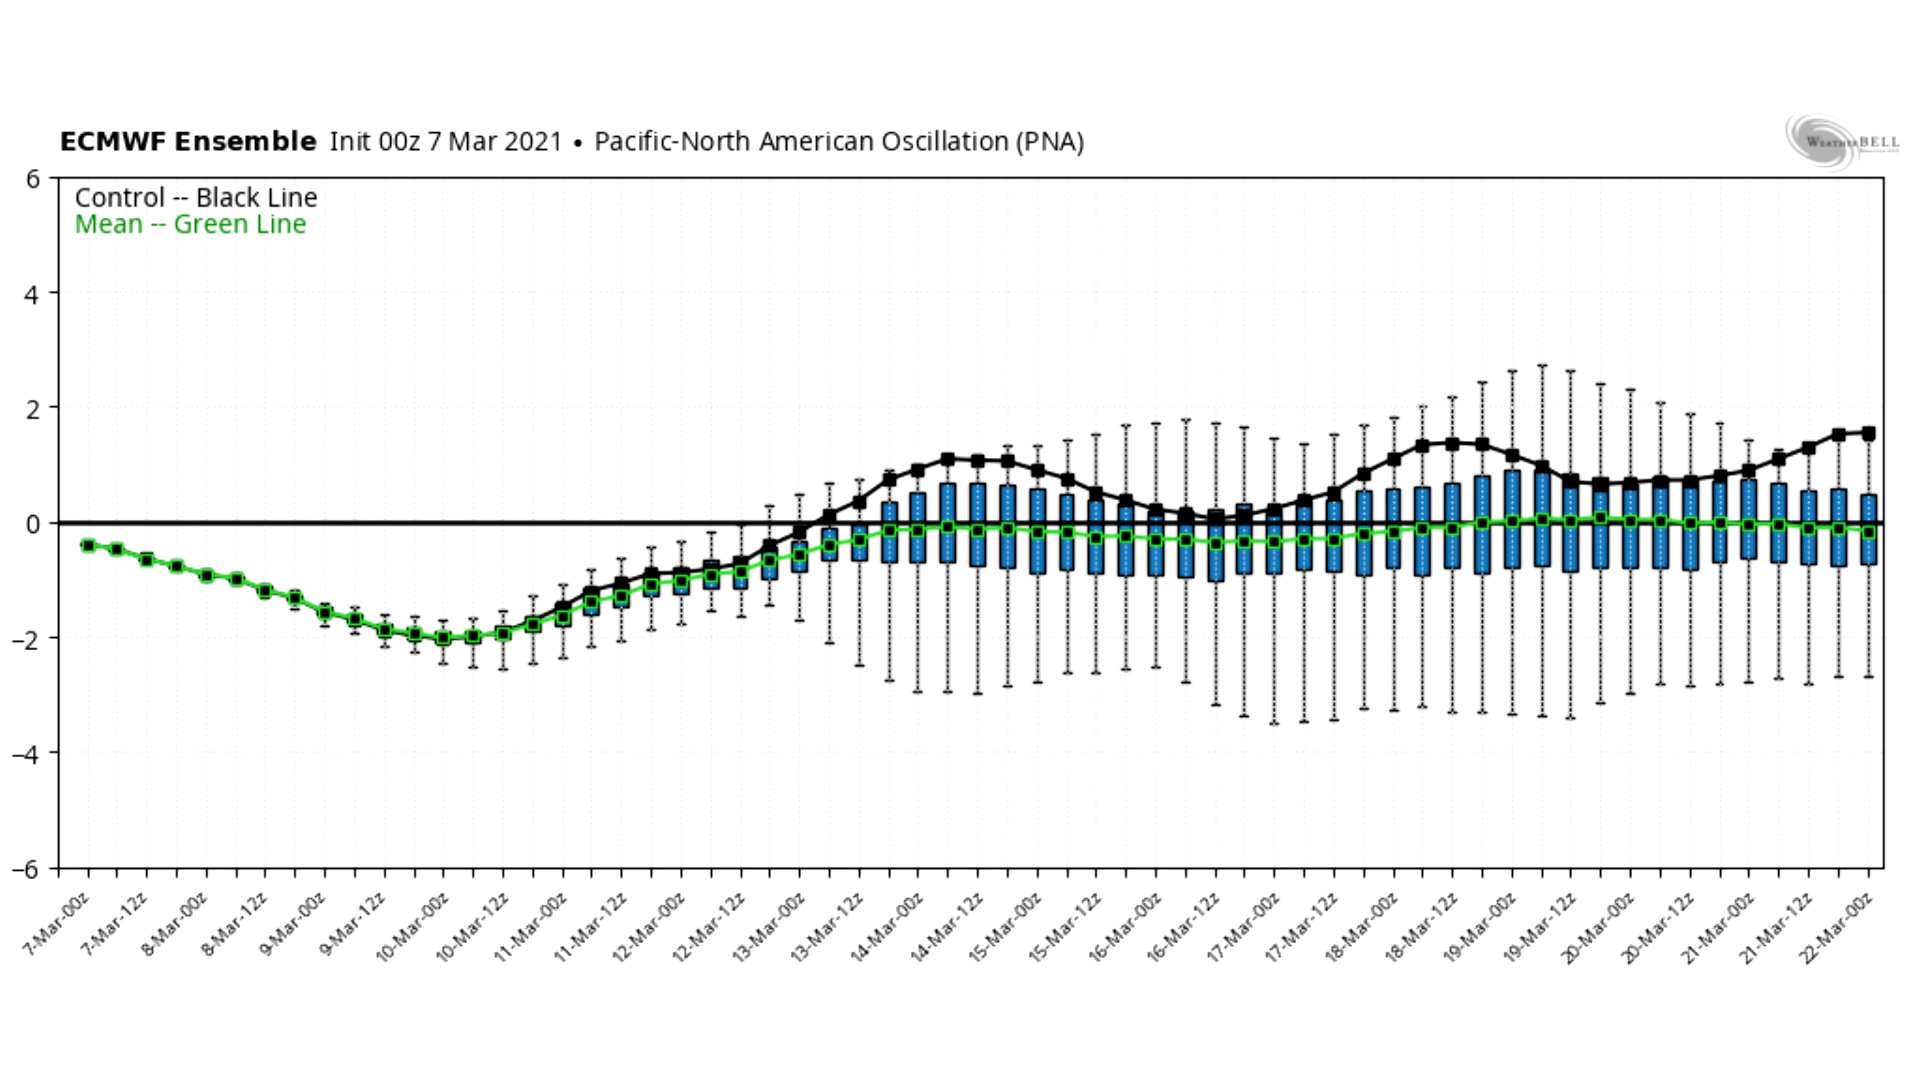 ECMWF Ensemble Init 00z 7 Mar 2021 • Pacific-North American Oscillation (PNA)
WEATHERBELL
6
Control -- Black Line
Mean -- Green Line
4
2
0
−2
−4
−6
7-Mar-00z
7-Mar-12z
8-Mar-00z
8-Mar-12z
9-Mar-00z
9-Mar-12z
10-Mar-00z
10-Mar-12z
11-Mar-00z
11-Mar-12z
12-Mar-00z
12-Mar-12z
13-Mar-00z
13-Mar-12z
14-Mar-00z
14-Mar-12z
15-Mar-00z
15-Mar-12z
16-Mar-00z
16-Mar-12z
17-Mar-00z
17-Mar-12z
18-Mar-00z
18-Mar-12z
19-Mar-00z
19-Mar-12z
20-Mar-00z
20-Mar-12z
21-Mar-00z
21-Mar-12z
22-Mar-00z